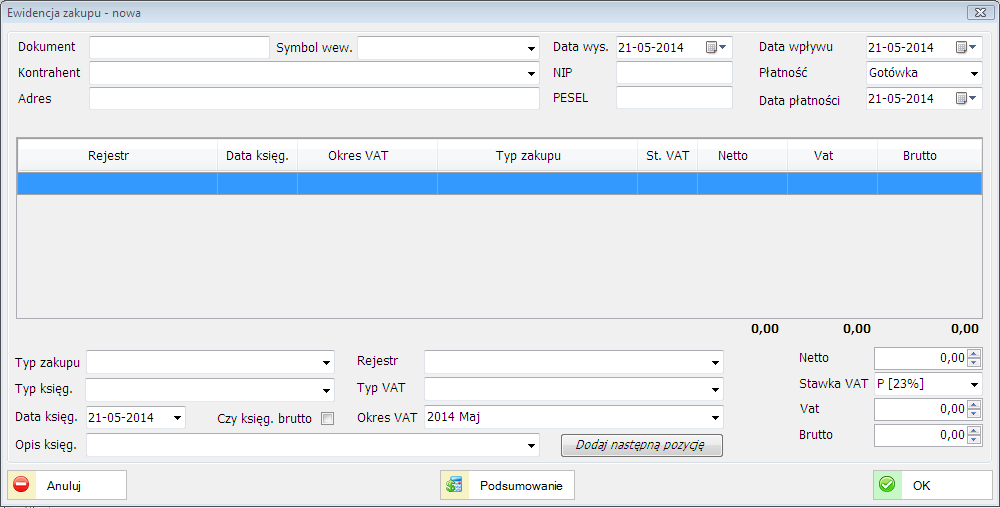 Ewidencja zakupu - nowa
Dokument Symbol wew. Data wys. 21-05-2014 Data wpływu 21-05-2014
Kontrahent NIP Płatność Gotówka
Adres PESEL Data płatności 21-05-2014
Rejestr Data księg. Okres VAT Typ zakupu St. VAT Netto Vat Brutto
0,00 0,00 0,00
Typ zakupu Rejestr Netto 0,00
Typ księg. Typ VAT Stawka VAT P [23%]
Data księg. 21-05-2014 Czy księg. brutto Okres VAT 2014 Maj Vat 0,00
Opis księg. Dodaj następną pozycję Brutto 0,00
Anuluj Podsumowanie OK